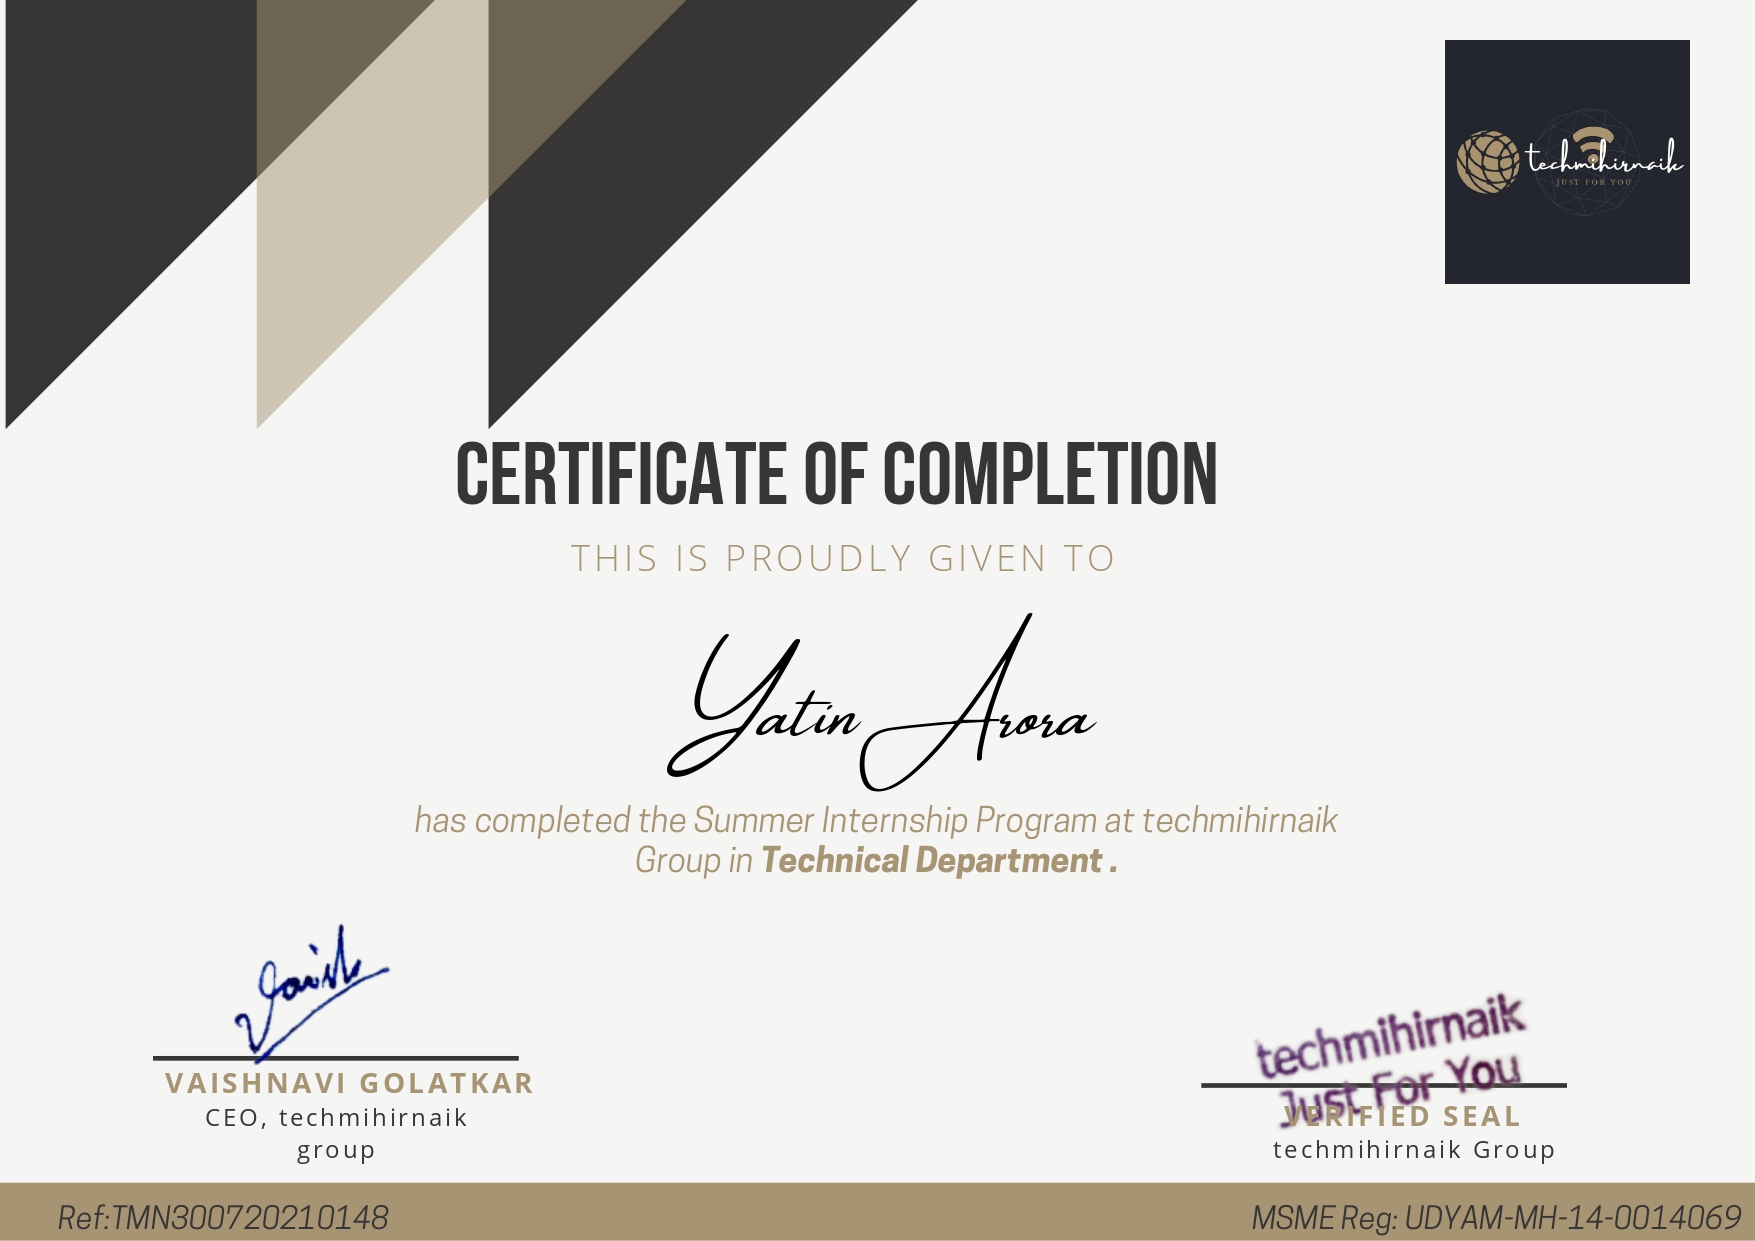 techmihirnaik
JUST FOR YOU
CERTIFICATE OF COMPLETION
THIS IS PROUDLY GIVEN TO
Yatin Arora
has completed the Summer Internship Program at techmihirnaik
Group in Technical Department .
VAISHNAVI GOLATKAR
CEO, techmihirnaik
group
techmihirnaik
Just For You
VERIFIED SEAL
techmihirnaik Group
Ref:TMN300720210148
MSME Reg: UDYAM-MH-14-0014069